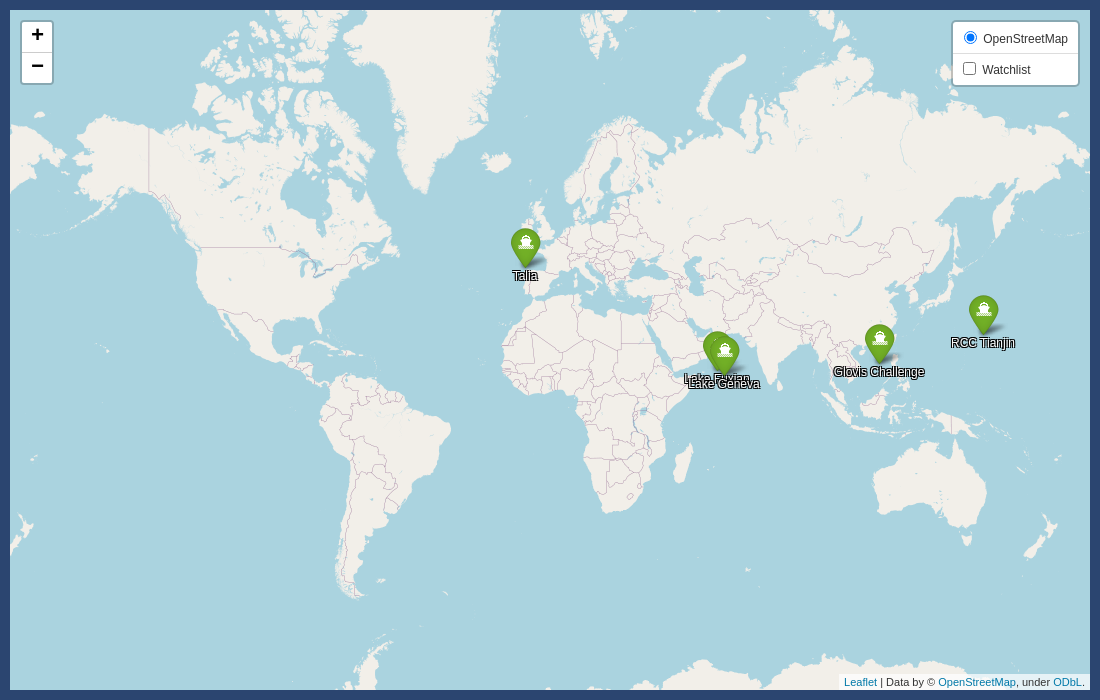 +
−
OpenStreetMap
Watchlist
Talia
RCC Tianjin
Glovis Challenge
Lake Fuxian
Lake Geneva
Leaflet | Data by © OpenStreetMap, under ODbL.